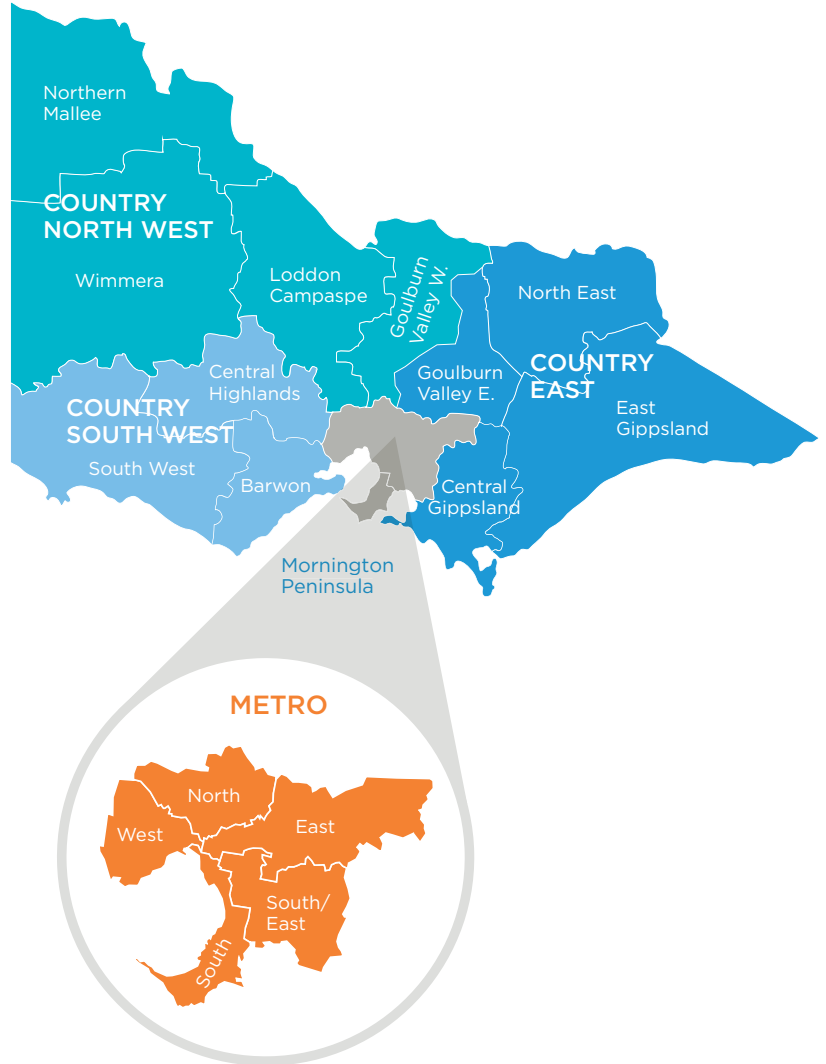 Northern
Mallee
COUNTRY
NORTH WEST
Wimmera
Loddon
Campaspe
Goulburn
Valley W.
North East
COUNTRY
EAST
Goulburn
Valley E.
East
Gippsland
Central
Highlands
COUNTRY
SOUTH WEST
South West
Barwon
Central
Gippsland
Mornington
Peninsula
METRO
North
West
East
South/
East
South